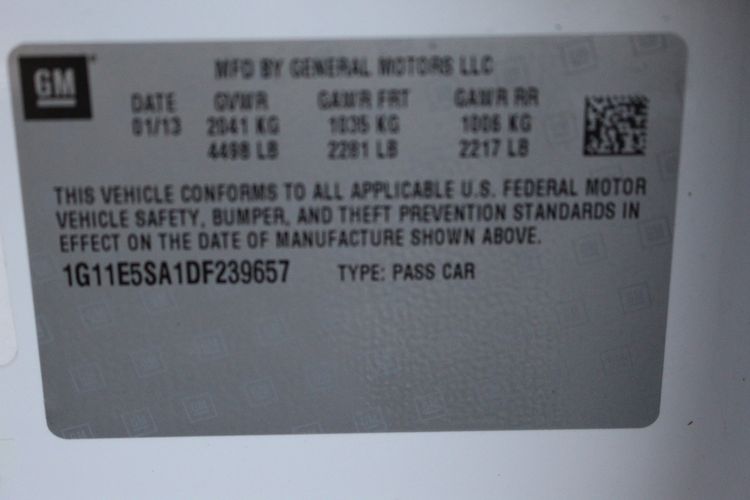 GM
MFD BY GENERAL MOTORS LLC
DATE GVWR GAWR FRT GAWR RR
01/13 2041 KG 1035 KG 1006 KG
4498 LB 2281 LB 2217 LB
THIS VEHICLE CONFORMS TO ALL APPLICABLE U.S. FEDERAL MOTOR
VEHICLE SAFETY, BUMPER, AND THEFT PREVENTION STANDARDS IN
EFFECT ON THE DATE OF MANUFACTURE SHOWN ABOVE.
1G11E5SA1DF239657 TYPE: PASS CAR